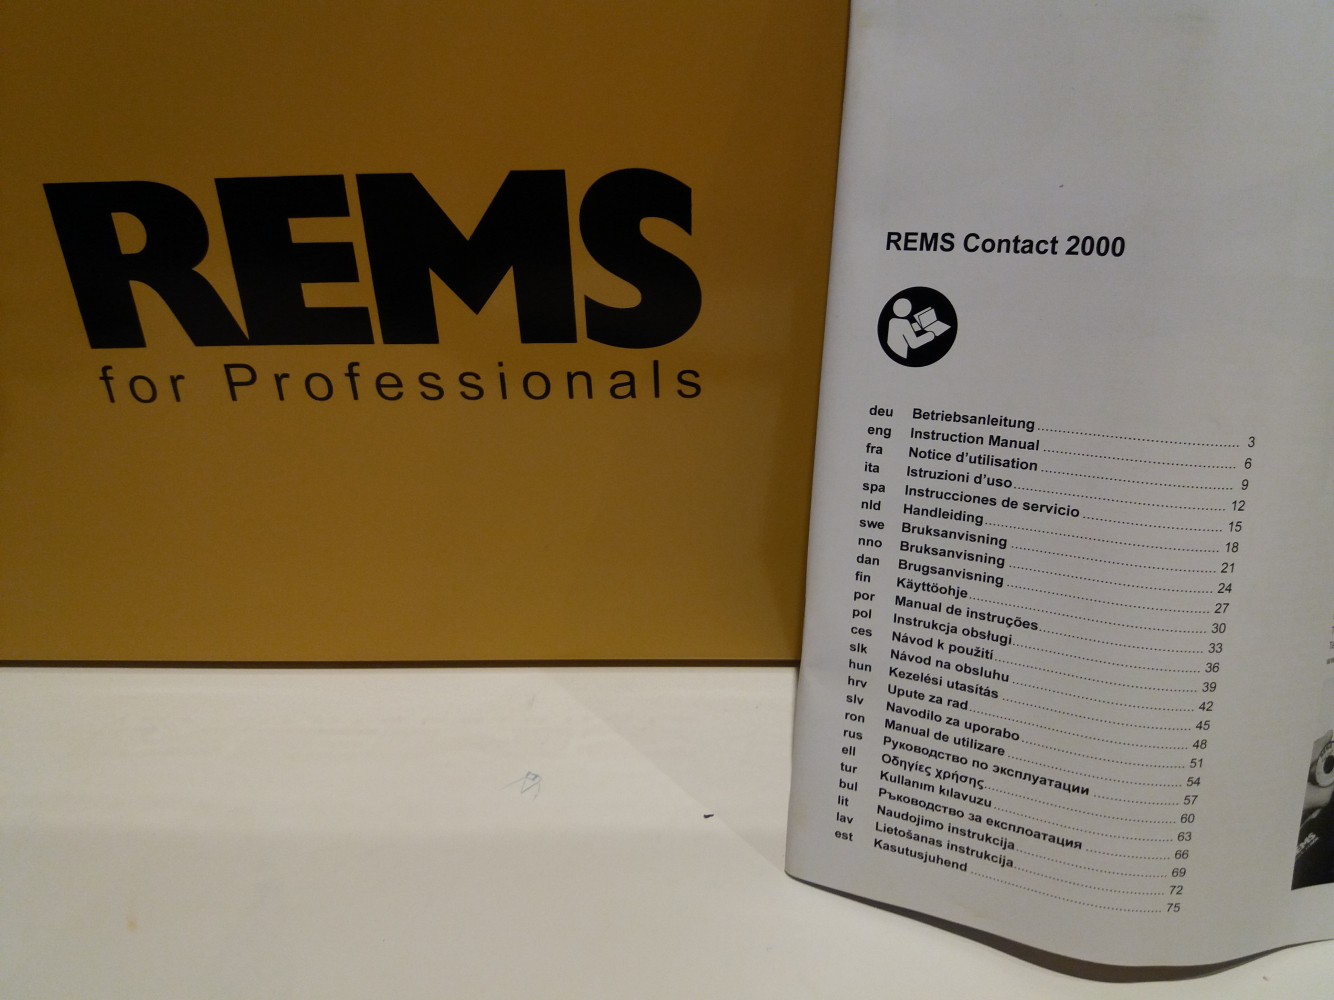 REMS
for Professionals
REMS Contact 2000
deu Betriebsanleitung 3
eng Instruction Manual 6
fra Notice d'utilisation 9
ita Istruzioni d'uso 12
spa Instrucciones de servicio 15
nld Handleiding 18
swe Bruksanvisning 21
nno Bruksanvisning 24
dan Brugsanvisning 27
fin Käyttöohje 30
por Manual de instruções 33
pol Instrukcja obsługi 36
ces Návod k použití 39
slk Návod na obsluhu 42
hun Kezelési utasítás 45
hrv Upute za rad 48
slv Navodilo za uporabo 51
ron Manual de utilizare 54
rus Руководство по эксплуатации 57
ell Οδηγίες χρήσης 60
tur Kullanım kılavuzu 63
bul Ръководство за експлоатация 66
lit Naudojimo instrukcija 69
lav Lietošanas instrukcija 72
est Kasutusjuhend 75